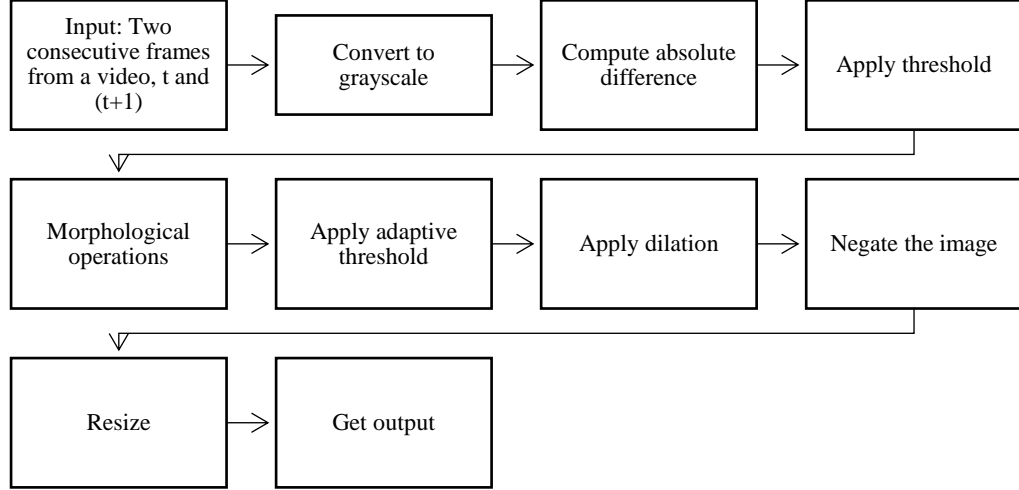 Input: Two
consecutive frames
from a video, t and
(t+1)
Convert to
grayscale
Compute absolute
difference
Apply threshold
Morphological
operations
Apply adaptive
threshold
Apply dilation
Negate the image
Resize
Get output